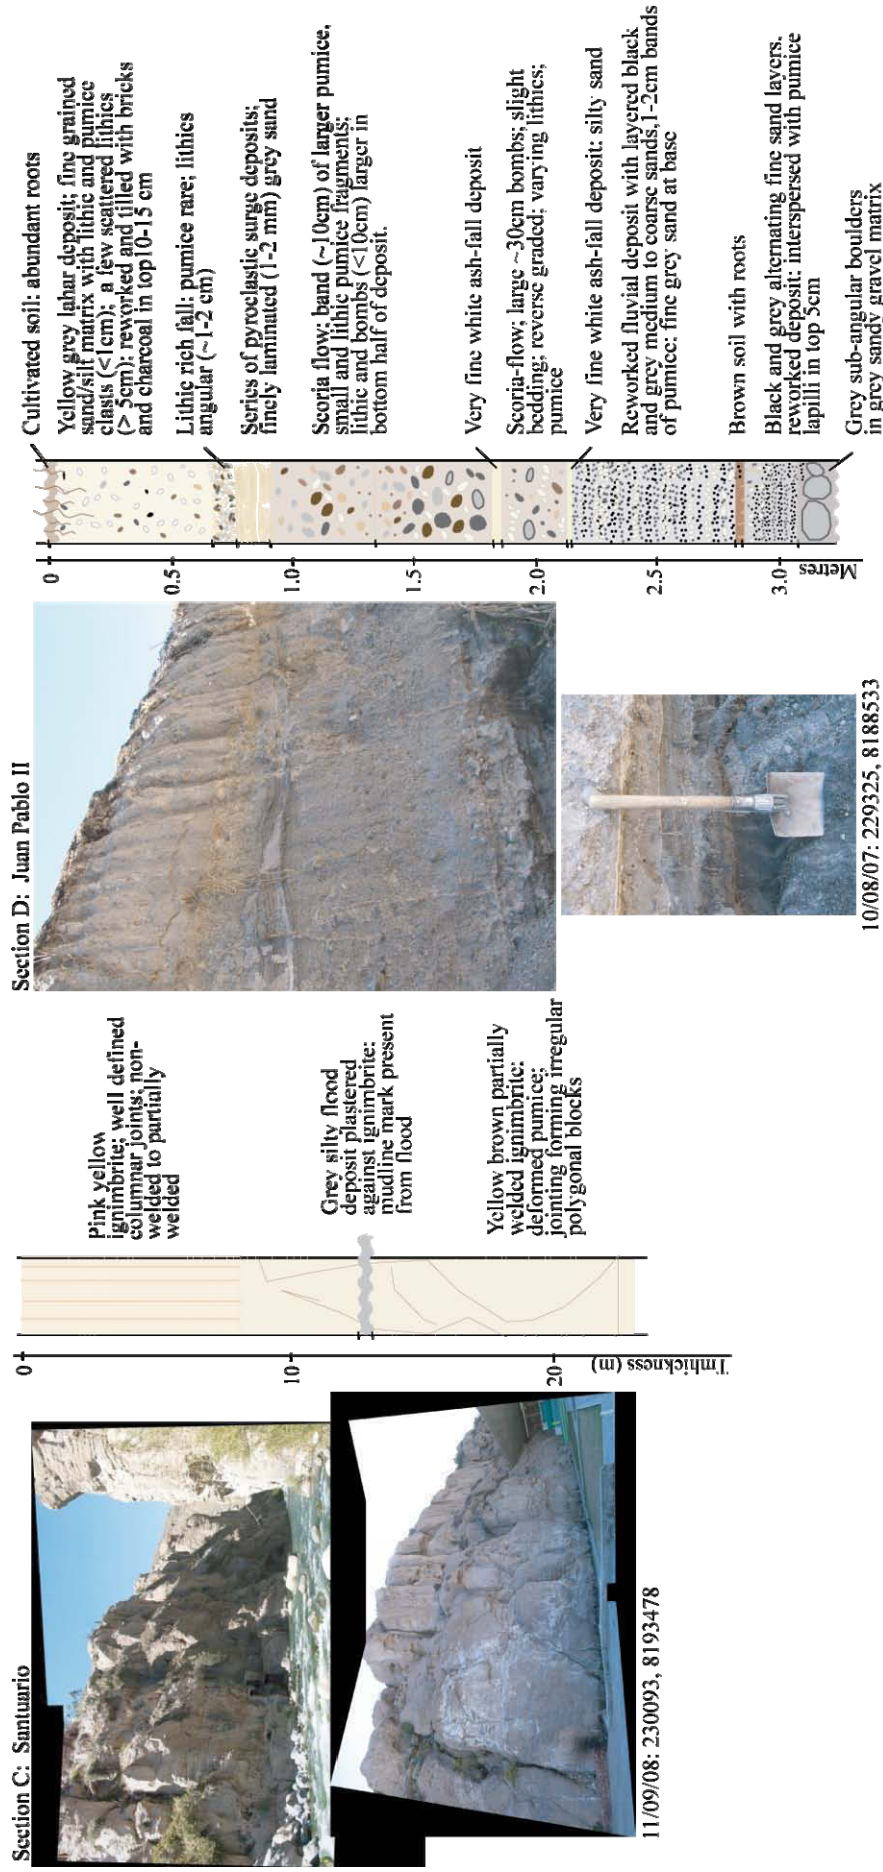 Section C: Santuario
11/09/08: 230093, 8193478
0
10
20
Tmhickness (m)
Pink yellow
ignimbrite; well defined
columnar joints; non-
welded to partially
welded
Grey silty flood
deposit plastered
against ignimbrite:
mudline mark present
from flood
Yellow brown partially
welded ignimbrite:
deformed pumice;
jointing forming irregular
polygonal blocks
Section D: Juan Pablo II
10/08/07: 229325, 8188533
0
0.5
1.0
1.5
2.0
2.5
3.0
Metres
Cultivated soil: abundant roots
Yellow grey lahar deposit; fine grained
sand/silt matrix with lithic and pumice
clasts (<1cm); a few scattered lithics
(> 5cm); reworked and tilled with bricks
and charcoal in top10-15 cm
Lithic rich fall: pumice rare; lithics
angular (~1-2 cm)
Series of pyroclastic surge deposits;
finely laminated (1-2 mm) grey sand
Scoria flow; band (~10cm) of larger pumice,
small and lithic pumice fragments;
lithic and bombs (<10cm) larger in
bottom half of deposit.
Very fine white ash-fall deposit
Scoria-flow; large ~30cm bombs; slight
bedding; reverse graded; varying lithics;
pumice
Very fine white ash-fall deposit: silty sand
Reworked fluvial deposit with layered black
and grey medium to coarse sands,1-2cm bands
of pumice; fine grey sand at base
Brown soil with roots
Black and grey alternating fine sand layers.
reworked deposit; interspersed with pumice
lapilli in top 5cm
Grey sub-angular boulders
in grey sandy gravel matrix